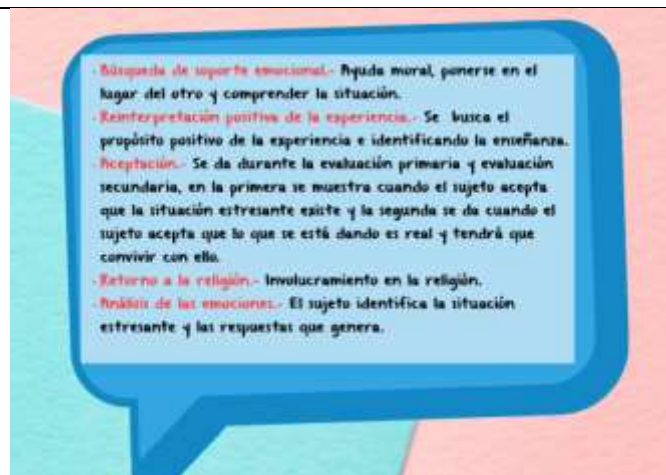 - Búsqueda de soporte emocional.- Ayuda moral, ponerse en el
lugar del otro y comprender la situación.
- Reinterpretación positiva de la experiencia.- Se busca el
propósito positivo de la experiencia e identificando la enseñanza.
- Aceptación.- Se da durante la evaluación primaria y evaluación
secundaria, en la primera se muestra cuando el sujeto acepta
que la situación estresante existe y la segunda se da cuando el
sujeto acepta que lo que se está dando es real y tendrá que
convivir con ello.
- Retorno a la religión.- Involucramiento en la religión.
- Análisis de las emociones.- El sujeto identifica la situación
estresante y las respuestas que genera.